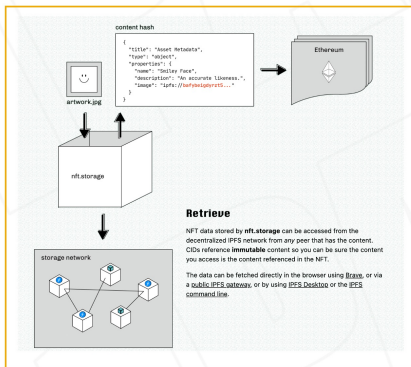 content hash
{
"title": "Asset Metadata",
"type": "object",
"properties": {
"name": "Smiley Face",
"description": "An accurate likeness.",
"image": "ipfs://bafybeigdyrzt5..."
}
}
Ethereum
artwork.jpg
nft.storage
storage network
Retrieve
NFT data stored by nft.storage can be accessed from the
decentralized IPFS network from any peer that has the content.
CIDs reference immutable content so you can be sure the content
you access is the content referenced in the NFT.
The data can be fetched directly in the browser using Brave, or via
a public IPFS gateway, or by using IPFS Desktop or the IPFS
command line.